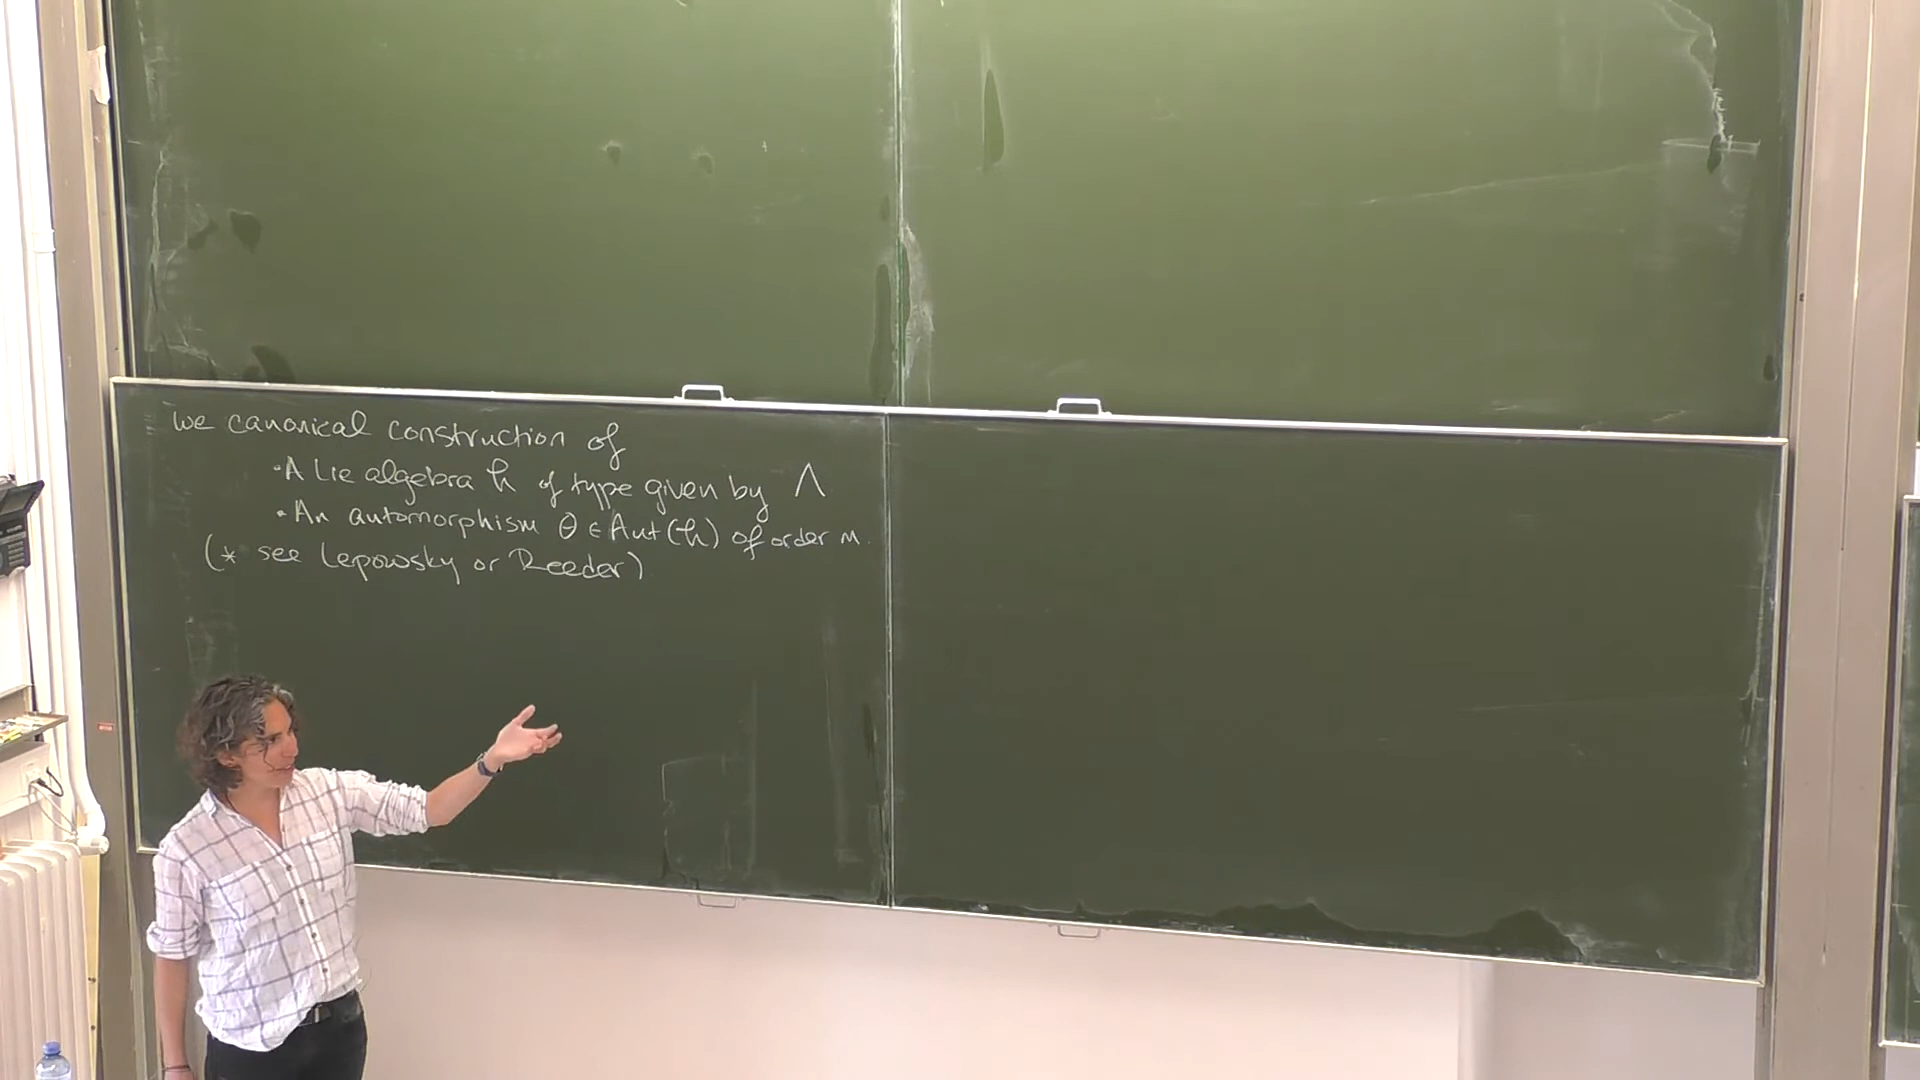 we canonical construction of
• A Lie algebra h of type given by Λ
• An automorphism θ ∈ Aut(h) of order m.
(* see Lepowsky or Reeder)